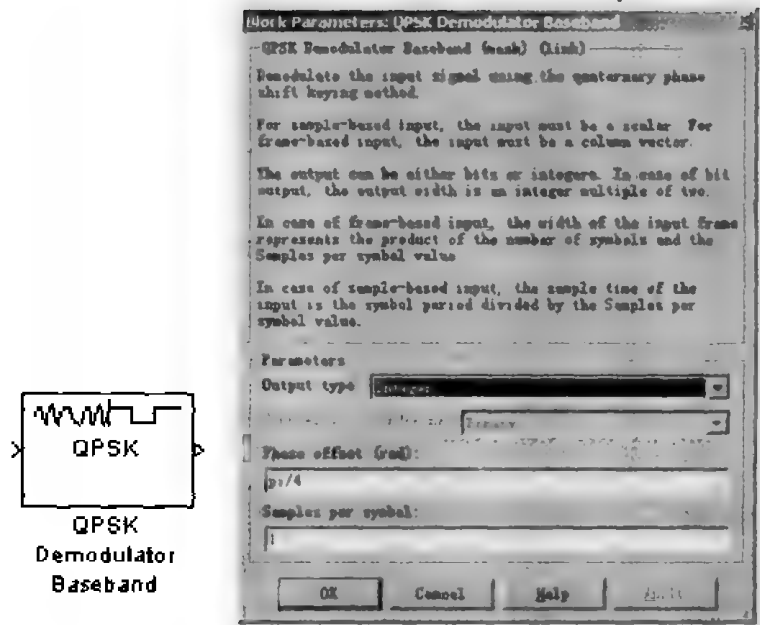 QPSK
QPSK
Demodulator
Baseband
Block Parameters: QPSK Demodulator Baseband
QPSK Demodulator Baseband (mask) (link)
Demodulate the input signal using the quaternary phase
shift keying method.
For sample-based input, the input must be a scalar. For
frame-based input, the input must be a column vector.
The output can be either bits or integers. In case of bit
output, the output width is an integer multiple of two.
In case of frame-based input, the width of the input frame
represents the product of the number of symbols and the
Samples per symbol value
In case of sample-based input, the sample time of the
input is the symbol period divided by the Samples per
symbol value.
Parameters
Output type
Integer
Binary
Phase offset (rad):
pi/4
Samples per symbol:
1
OK
Cancel
Help
Apply